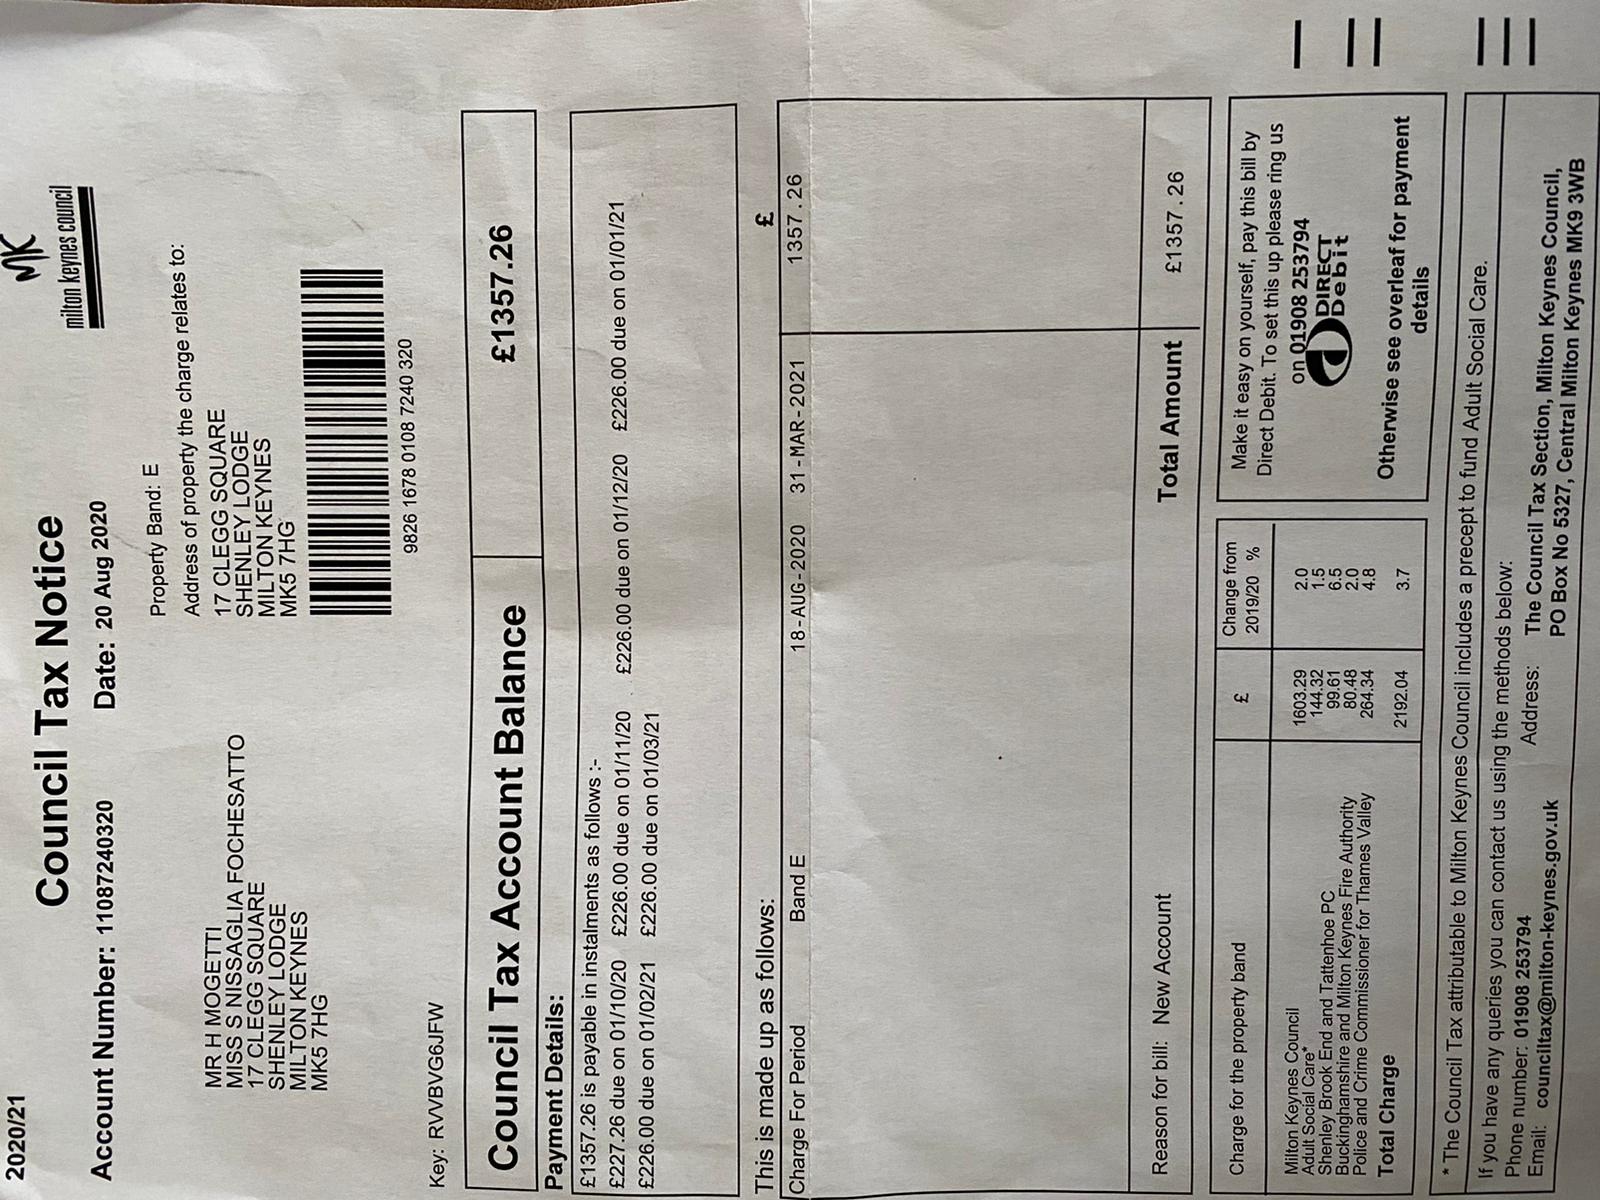 2020/21
Council Tax Notice
MK
milton keynes council
Account Number: 11087240320 Date: 20 Aug 2020
Property Band: E
Address of property the charge relates to:
17 CLEGG SQUARE
SHENLEY LODGE
MILTON KEYNES
MK5 7HG
MR H MOGETTI
MISS S NISSAGLIA FOCHESATTO
17 CLEGG SQUARE
SHENLEY LODGE
MILTON KEYNES
MK5 7HG
9826 1678 0108 7240 320
Key: RVVBVG6JFW
Council Tax Account Balance £1357.26
Payment Details:
£1357.26 is payable in instalments as follows :-
£227.26 due on 01/10/20 £226.00 due on 01/11/20 £226.00 due on 01/12/20 £226.00 due on 01/01/21
£226.00 due on 01/02/21 £226.00 due on 01/03/21
This is made up as follows: £
Charge For Period Band E 18-AUG-2020 31-MAR-2021 1357.26
Reason for bill: New Account Total Amount £1357.26
Charge for the property band £ Change from
2019/20 %
Milton Keynes Council 1603.29 2.0
Adult Social Care* 144.32 1.5
Shenley Brook End and Tattenhoe PC 99.61 6.5
Buckinghamshire and Milton Keynes Fire Authority 80.48 2.0
Police and Crime Commissioner for Thames Valley 264.34 4.8
Total Charge 2192.04 3.7
Make it easy on yourself, pay this bill by
Direct Debit. To set this up please ring us
on 01908 253794
DIRECT
Debit
Otherwise see overleaf for payment
details
* The Council Tax attributable to Milton Keynes Council includes a precept to fund Adult Social Care.
If you have any queries you can contact us using the methods below:
Phone number: 01908 253794 Address: The Council Tax Section, Milton Keynes Council,
Email: counciltax@milton-keynes.gov.uk PO Box No 5327, Central Milton Keynes MK9 3WB